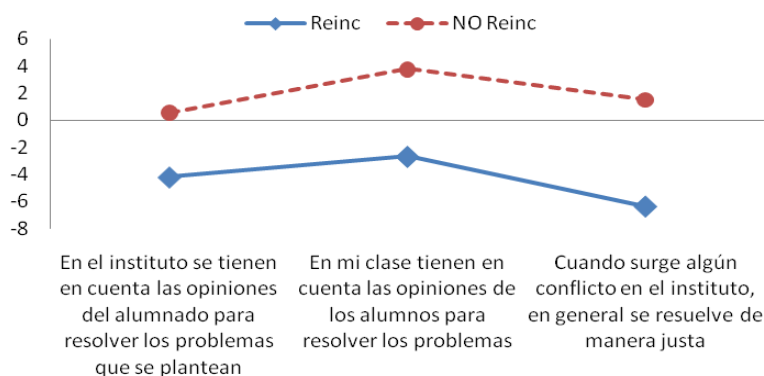 Reinc NO Reinc
6
4
2
0
-2
-4
-6
-8
En el instituto se tienen
en cuenta las opiniones
del alumnado para
resolver los problemas
que se plantean
En mi clase tienen en
cuenta las opiniones de
los alumnos para
resolver los problemas
Cuando surge algún
conflicto en el instituto,
en general se resuelve de
manera justa